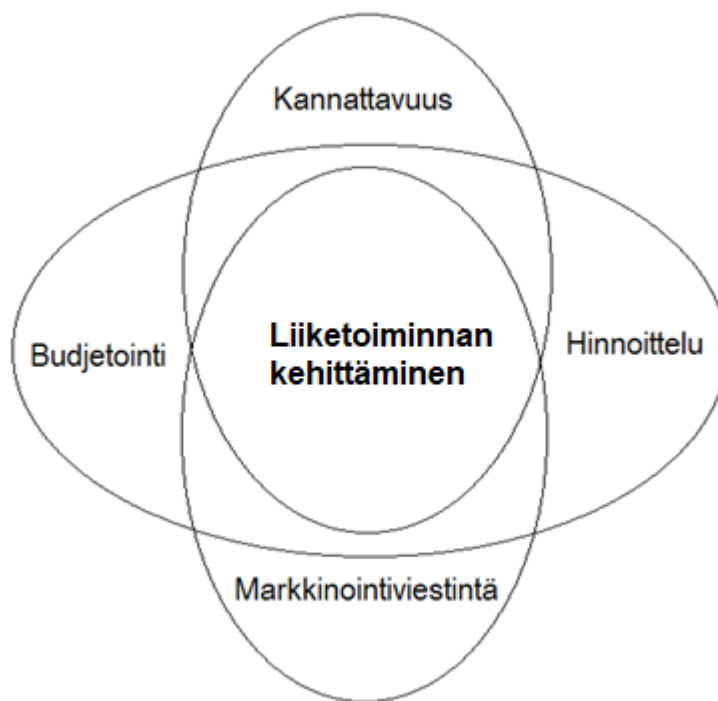 Kannattavuus
Budjetointi
Liiketoiminnan
kehittäminen
Hinnoittelu
Markkinointiviestintä